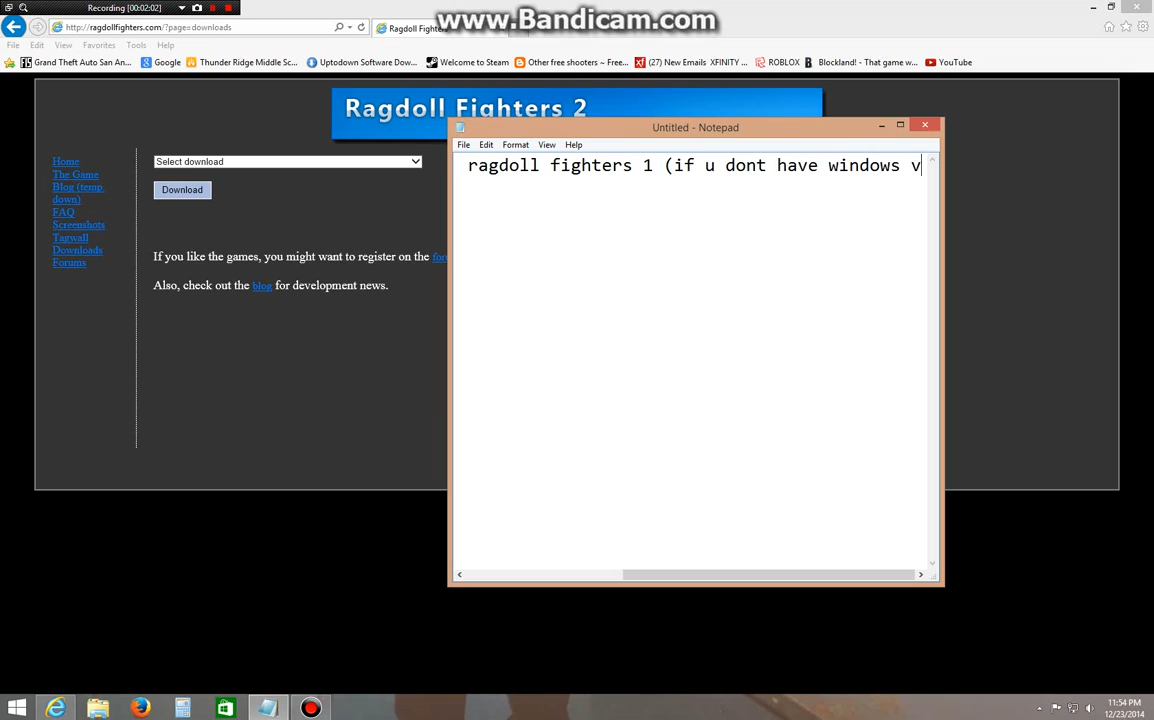 Recording [00:02:02]
www.Bandicam.com
http://ragdollfighters.com/?page=downloads
Ragdoll Fighters
File Edit View Favorites Tools Help
Grand Theft Auto San An... Google Thunder Ridge Middle Sc... Uptodown Software Dow... Welcome to Steam Other free shooters ~ Free... (27) New Emails XFINITY ROBLOX Blockland! - That game w... YouTube
Ragdoll Fighters 2
Untitled - Notepad
File Edit Format View Help
ragdoll fighters 1 (if u dont have windows v
Home
The Game
Blog (temp.
down)
FAQ
Screenshots
Tagwall
Downloads
Forums
Select download
Download
If you like the games, you might want to register on the for
Also, check out the blog for development news.
11:54 PM
12/23/2014